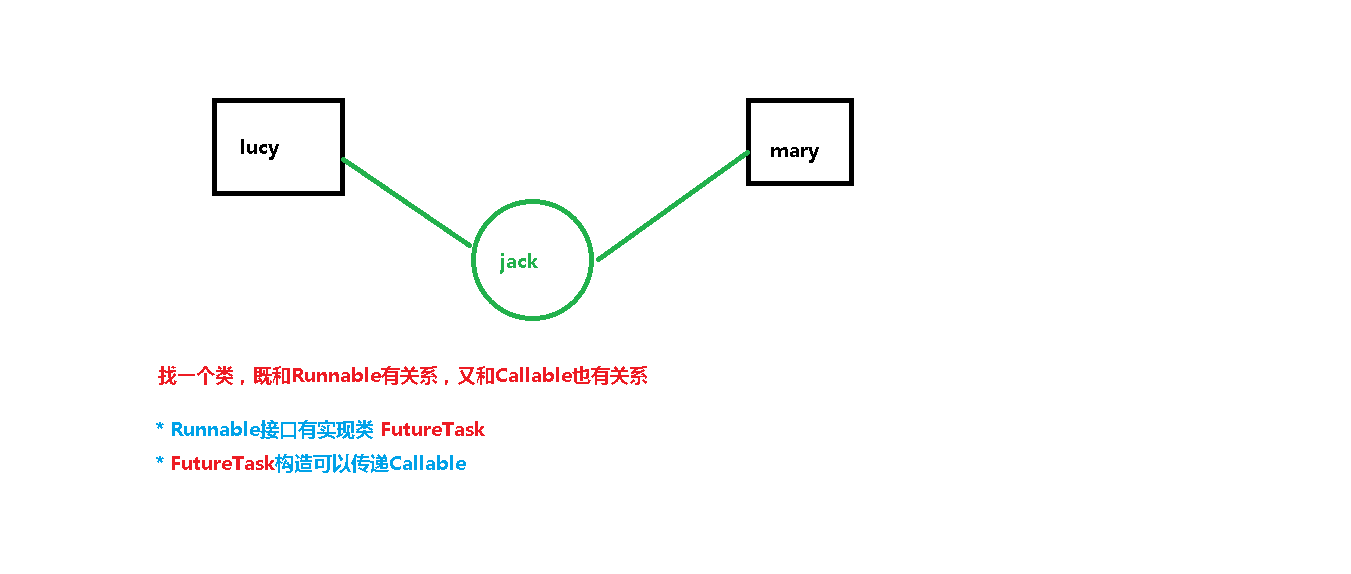 lucy
mary
jack
找一个类，既和Runnable有关系，又和Callable也有关系
* Runnable接口有实现类 FutureTask
* FutureTask构造可以传递Callable